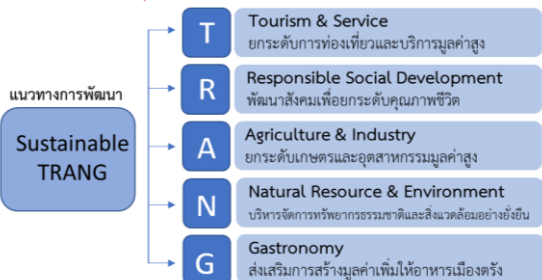 แนวทางการพัฒนา
Sustainable
TRANG
T
Tourism & Service
ยกระดับการท่องเที่ยวและบริการมูลค่าสูง
R
Responsible Social Development
พัฒนาสังคมเพื่อยกระดับคุณภาพชีวิต
A
Agriculture & Industry
ยกระดับเกษตรและอุตสาหกรรมมูลค่าสูง
N
Natural Resource & Environment
บริหารจัดการทรัพยากรธรรมชาติและสิ่งแวดล้อมอย่างยั่งยืน
G
Gastronomy
ส่งเสริมการสร้างมูลค่าเพิ่มให้อาหารเมืองตรัง